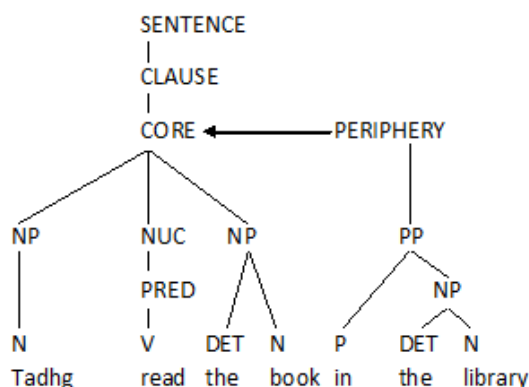 SENTENCE
CLAUSE
CORE PERIPHERY
NP NUC NP PP
PRED NP
N V DET N P DET N
Tadhg read the book in the library